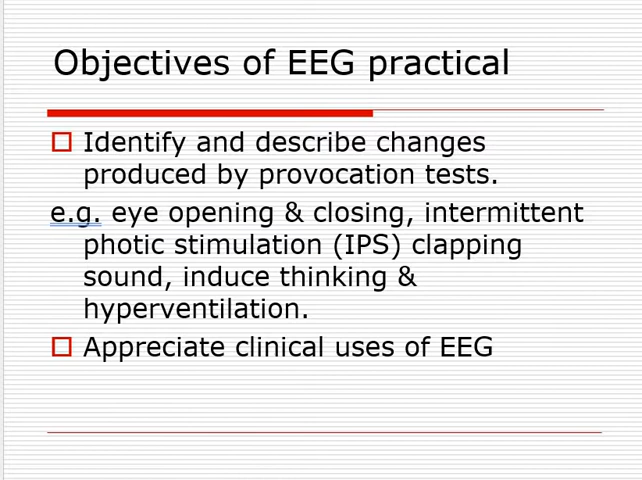 Objectives of EEG practical
Identify and describe changes
produced by provocation tests.
e.g. eye opening & closing, intermittent
photic stimulation (IPS) clapping
sound, induce thinking &
hyperventilation.
Appreciate clinical uses of EEG